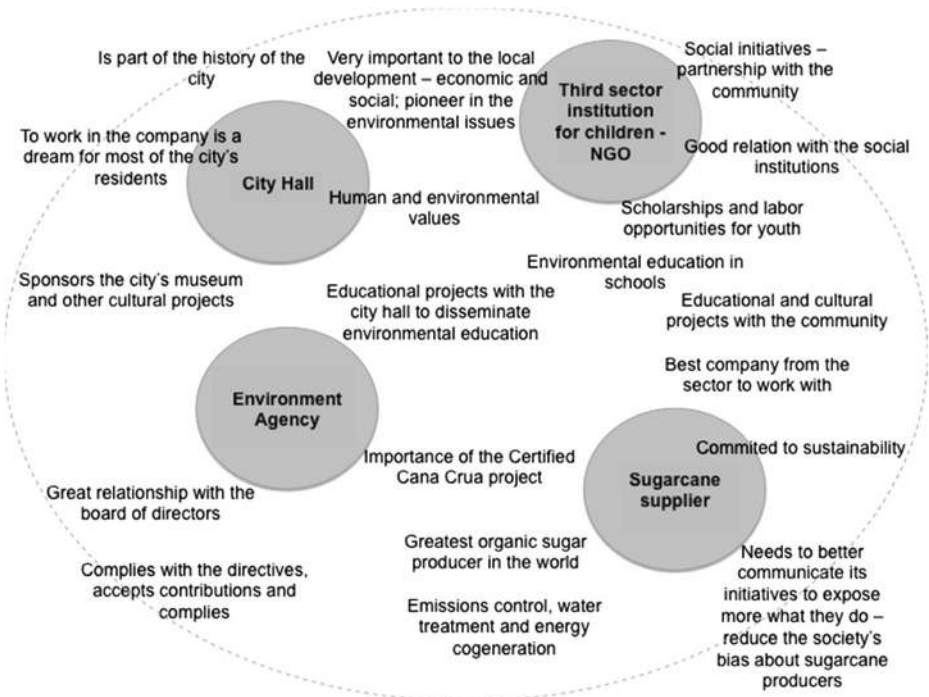 Is part of the history of the
city
Very important to the local
development – economic and
social; pioneer in the
environmental issues
Third sector
institution
for children -
NGO
Social initiatives –
partnership with the
community
To work in the company is a
dream for most of the city's
residents
City Hall
Good relation with the social
institutions
Human and environmental
values
Scholarships and labor
opportunities for youth
Sponsors the city's museum
and other cultural projects
Environmental education in
schools
Educational projects with the
city hall to disseminate
environmental education
Educational and cultural
projects with the community
Best company from the
sector to work with
Environment
Agency
Commited to sustainability
Importance of the Certified
Cana Crua project
Sugarcane
supplier
Great relationship with the
board of directors
Greatest organic sugar
producer in the world
Needs to better
communicate its
initiatives to expose
more what they do –
reduce the society's
bias about sugarcane
producers
Complies with the directives,
accepts contributions and
complies
Emissions control, water
treatment and energy
cogeneration